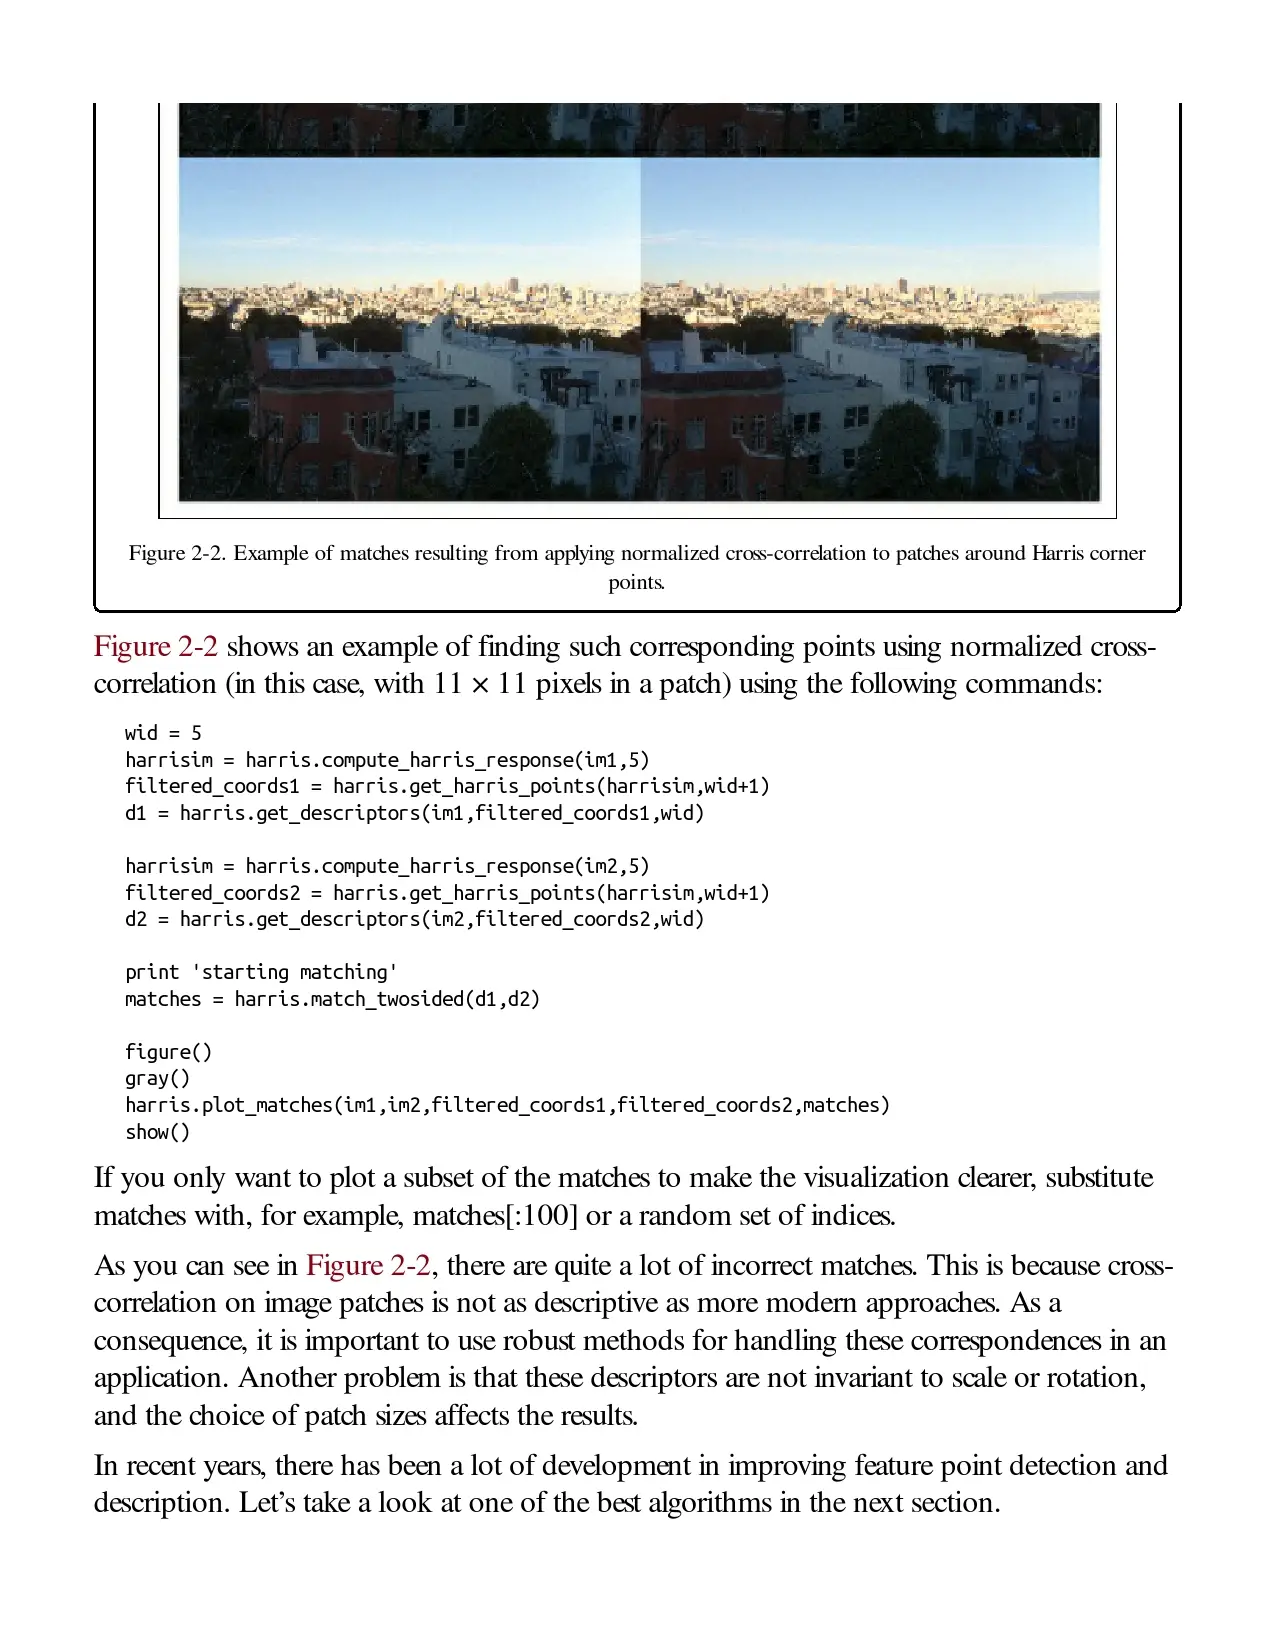 Figure 2-2. Example of matches resulting from applying normalized cross-correlation to patches around Harris corner
points.
Figure 2-2 shows an example of finding such corresponding points using normalized cross-
correlation (in this case, with 11 × 11 pixels in a patch) using the following commands:
wid = 5
harrisim = harris.compute_harris_response(im1,5)
filtered_coords1 = harris.get_harris_points(harrisim,wid+1)
d1 = harris.get_descriptors(im1,filtered_coords1,wid)
harrisim = harris.compute_harris_response(im2,5)
filtered_coords2 = harris.get_harris_points(harrisim,wid+1)
d2 = harris.get_descriptors(im2,filtered_coords2,wid)
print 'starting matching'
matches = harris.match_twosided(d1,d2)
figure()
gray()
harris.plot_matches(im1,im2,filtered_coords1,filtered_coords2,matches)
show()
If you only want to plot a subset of the matches to make the visualization clearer, substitute
matches with, for example, matches[:100] or a random set of indices.
As you can see in Figure 2-2, there are quite a lot of incorrect matches. This is because cross-
correlation on image patches is not as descriptive as more modern approaches. As a
consequence, it is important to use robust methods for handling these correspondences in an
application. Another problem is that these descriptors are not invariant to scale or rotation,
and the choice of patch sizes affects the results.
In recent years, there has been a lot of development in improving feature point detection and
description. Let’s take a look at one of the best algorithms in the next section.